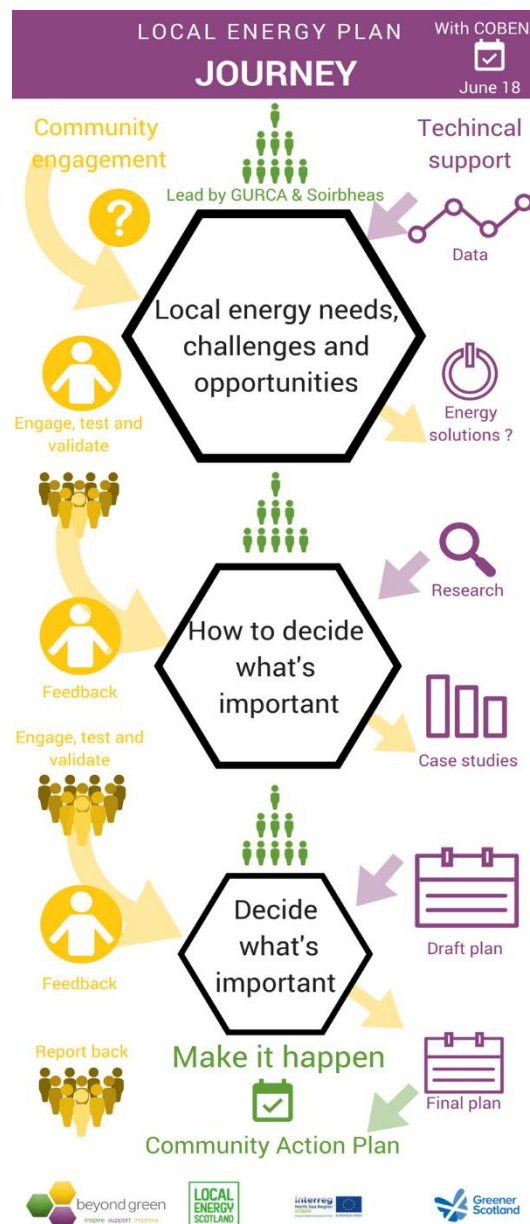 LOCAL ENERGY PLAN
JOURNEY
With COBEN
June 18
Community
engagement
Techincal
support
Lead by GURCA & Soirbheas
?
Data
Local energy needs,
challenges and
opportunities
Engage, test and
validate
Energy
solutions ?
Research
How to decide
what's
important
Feedback
Case studies
Engage, test and
validate
Decide
what's
important
Draft plan
Feedback
Report back
Make it happen
Final plan
Community Action Plan
beyond green
inspire support improve
LOCAL
ENERGY
SCOTLAND
Interreg
North Sea Region
COBEN
Greener
Scotland